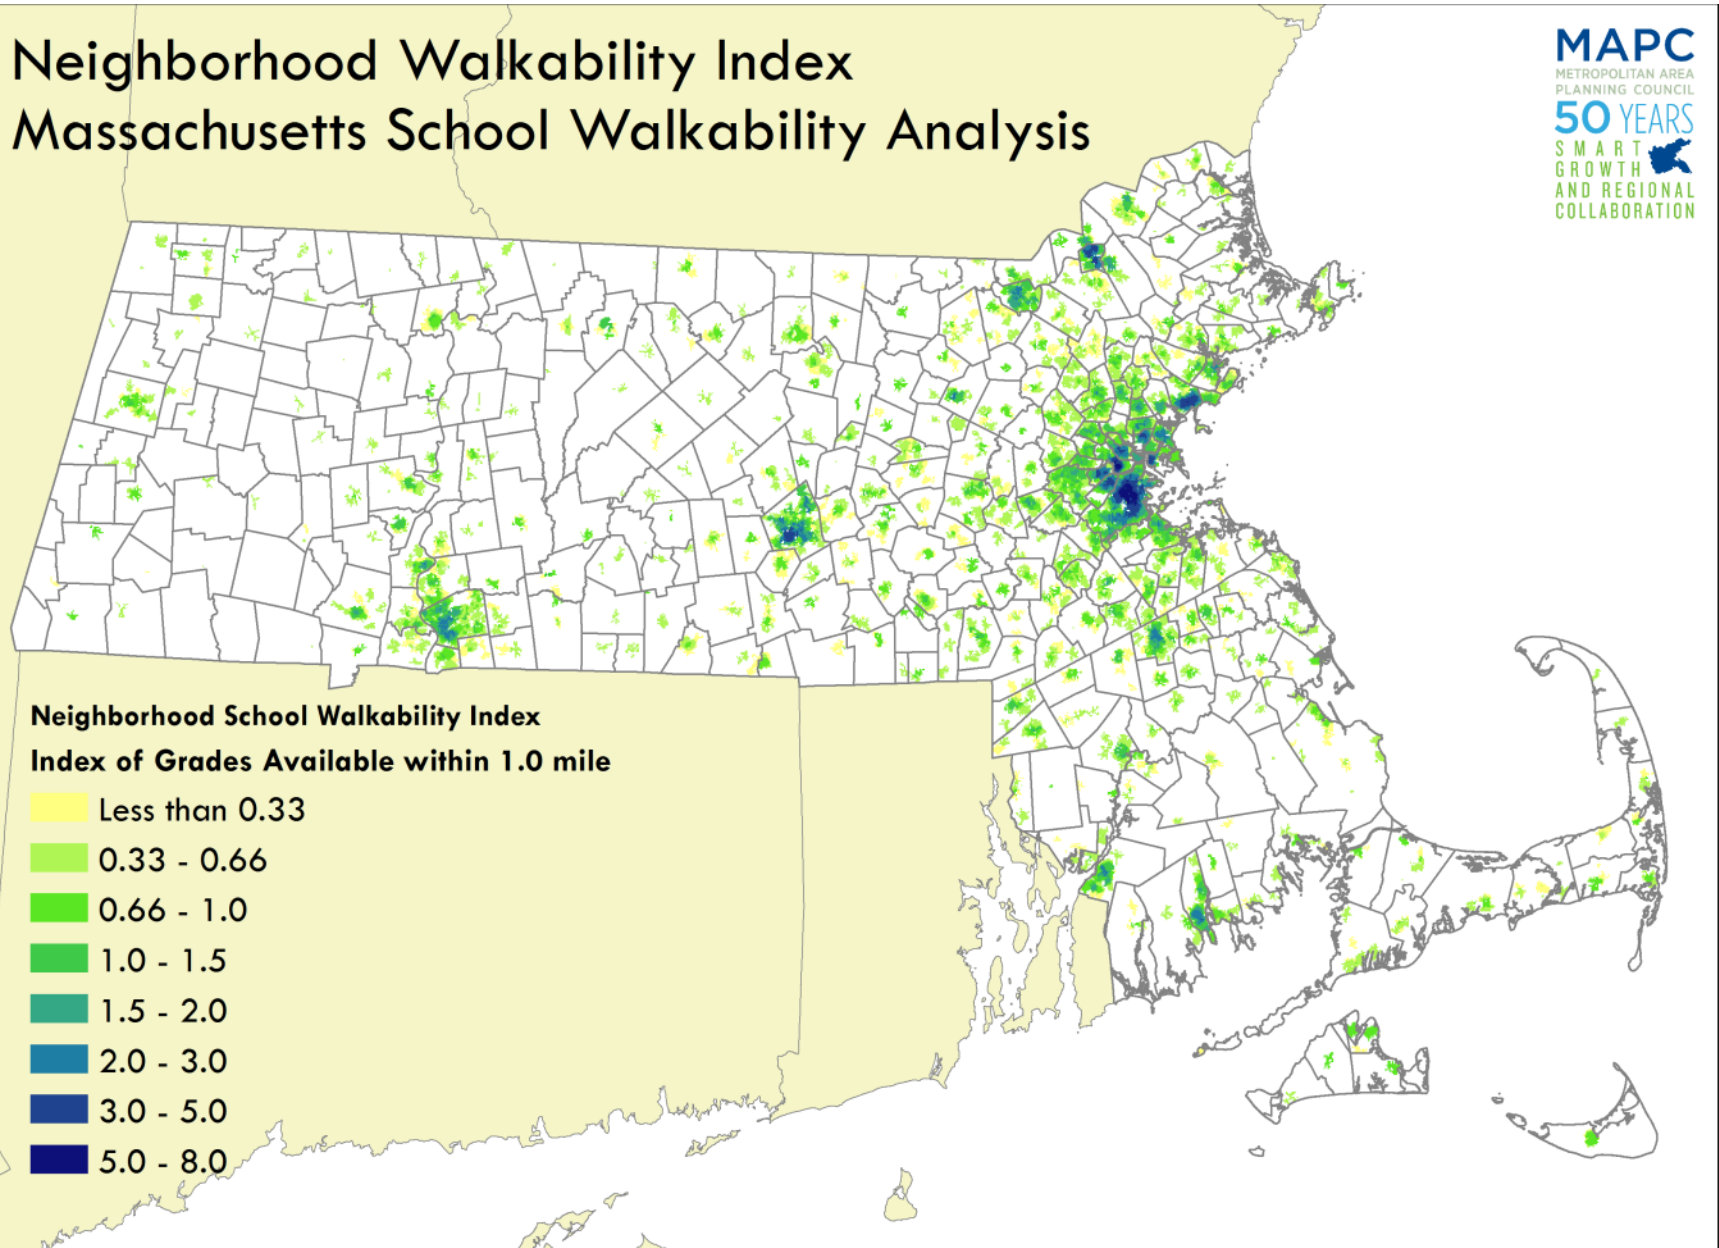 Neighborhood Walkability Index
Massachusetts School Walkability Analysis
MAPC
METROPOLITAN AREA
PLANNING COUNCIL
50 YEARS
SMART
GROWTH
AND REGIONAL
COLLABORATION
Neighborhood School Walkability Index
Index of Grades Available within 1.0 mile
Less than 0.33
0.33 - 0.66
0.66 - 1.0
1.0 - 1.5
1.5 - 2.0
2.0 - 3.0
3.0 - 5.0
5.0 - 8.0